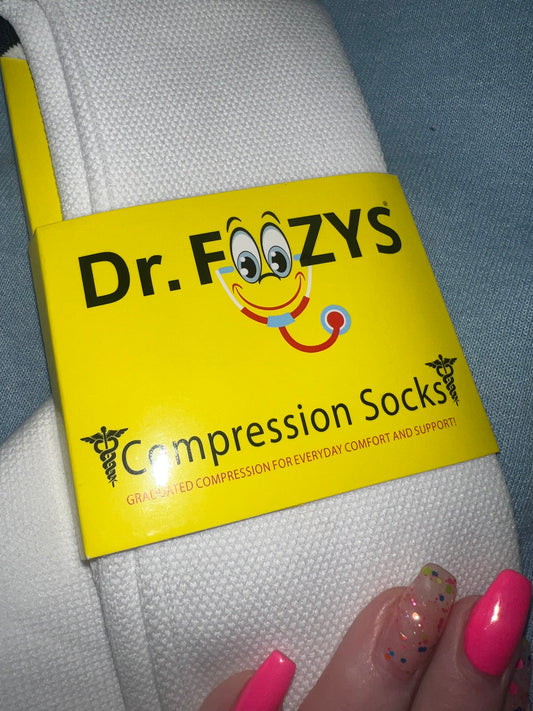 Dr. FOOZYS®
Compression Socks
GRADUATED COMPRESSION FOR EVERYDAY COMFORT AND SUPPORT!